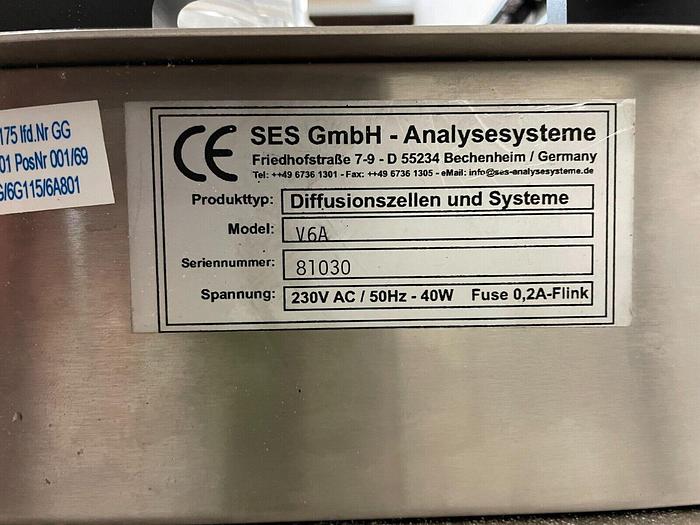 175 lfd.Nr GG
01 PosNr 001/69
/6G115/6A801
CE SES GmbH - Analysesysteme
Friedhofstraße 7-9 - D 55234 Bechenheim / Germany
Tel: ++49 6736 1301 - Fax: ++49 6736 1305 - eMail: info@ses-analysesysteme.de
Produkttyp: Diffusionszellen und Systeme
Model: V6A
Seriennummer: 81030
Spannung: 230V AC / 50Hz - 40W Fuse 0,2A-Flink